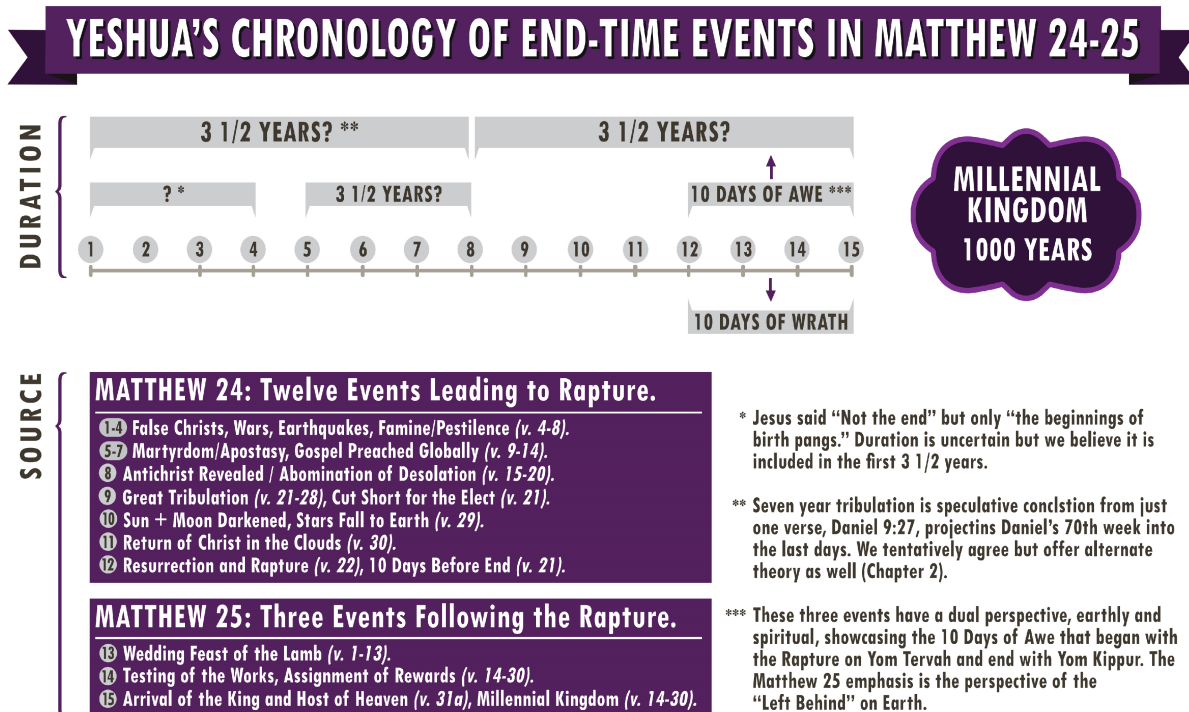 YESHUA'S CHRONOLOGY OF END-TIME EVENTS IN MATTHEW 24-25
DURATION
3 1/2 YEARS? **
3 1/2 YEARS?
? *
3 1/2 YEARS?
10 DAYS OF AWE ***
1 2 3 4 5 6 7 8 9 10 11 12 13 14 15
10 DAYS OF WRATH
MILLENNIAL
KINGDOM
1000 YEARS
SOURCE
MATTHEW 24: Twelve Events Leading to Rapture.
1-4 False Christs, Wars, Earthquakes, Famine/Pestilence (v. 4-8).
5-7 Martyrdom/Apostasy, Gospel Preached Globally (v. 9-14).
8 Antichrist Revealed / Abomination of Desolation (v. 15-20).
9 Great Tribulation (v. 21-28), Cut Short for the Elect (v. 21).
10 Sun + Moon Darkened, Stars Fall to Earth (v. 29).
11 Return of Christ in the Clouds (v. 30).
12 Resurrection and Rapture (v. 22), 10 Days Before End (v. 21).
MATTHEW 25: Three Events Following the Rapture.
13 Wedding Feast of the Lamb (v. 1-13).
14 Testing of the Works, Assignment of Rewards (v. 14-30).
15 Arrival of the King and Host of Heaven (v. 31a), Millennial Kingdom (v. 14-30).
* Jesus said "Not the end" but only "the beginnings of
birth pangs." Duration is uncertain but we believe it is
included in the first 3 1/2 years.
** Seven year tribulation is speculative conclstion from just
one verse, Daniel 9:27, projectins Daniel's 70th week into
the last days. We tentatively agree but offer alternate
theory as well (Chapter 2).
*** These three events have a dual perspective, earthly and
spiritual, showcasing the 10 Days of Awe that began with
the Rapture on Yom Tervah and end with Yom Kippur. The
Matthew 25 emphasis is the perspective of the
"Left Behind" on Earth.